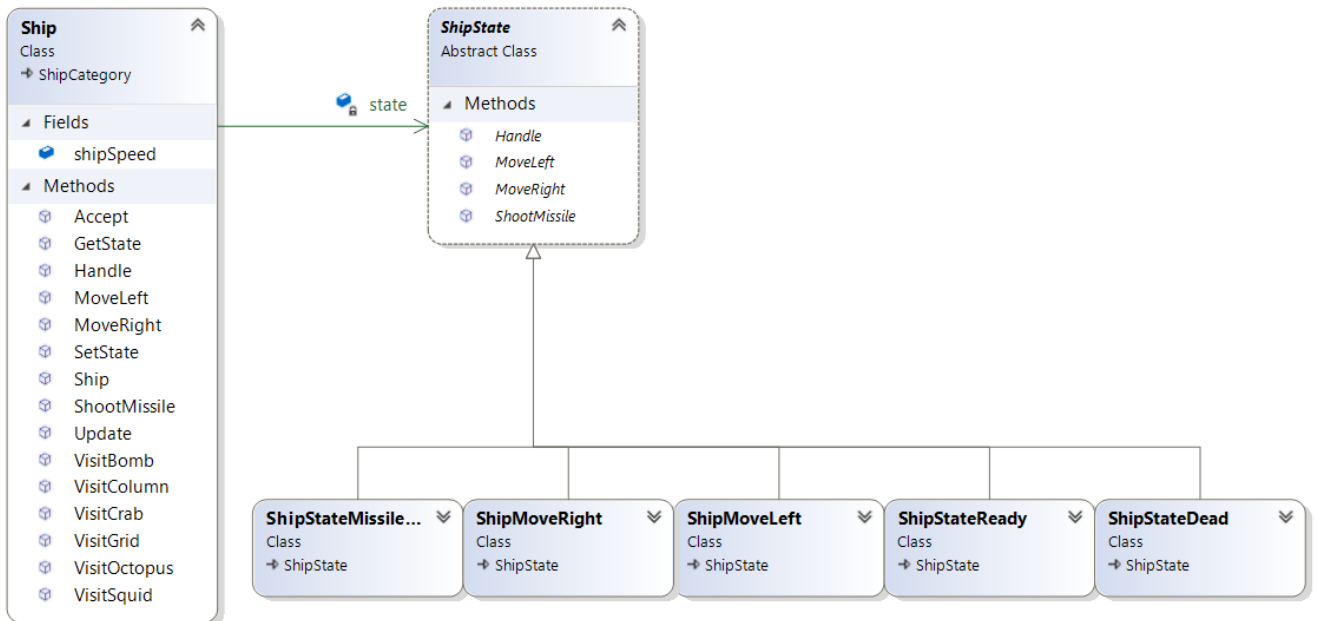 Ship
Class
ShipCategory
Fields
shipSpeed
Methods
Accept
GetState
Handle
MoveLeft
MoveRight
SetState
Ship
ShootMissile
Update
VisitBomb
VisitColumn
VisitCrab
VisitGrid
VisitOctopus
VisitSquid
state
ShipState
Abstract Class
Methods
Handle
MoveLeft
MoveRight
ShootMissile
ShipStateMissile...
Class
ShipState
ShipMoveRight
Class
ShipState
ShipMoveLeft
Class
ShipState
ShipStateReady
Class
ShipState
ShipStateDead
Class
ShipState